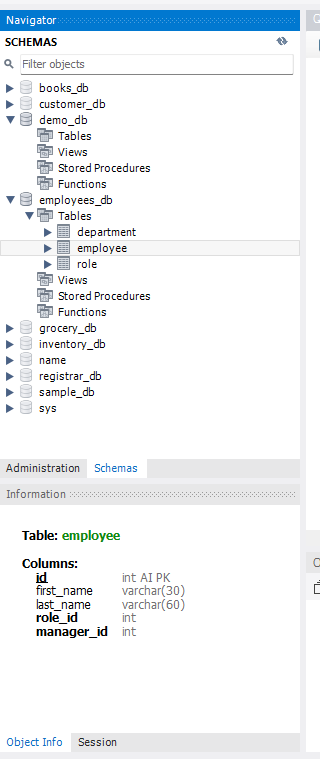 Navigator
SCHEMAS
Filter objects
books_db
customer_db
demo_db
Tables
Views
Stored Procedures
Functions
employees_db
Tables
department
employee
role
Views
Stored Procedures
Functions
grocery_db
inventory_db
name
registrar_db
sample_db
sys
Administration Schemas
Information
Table: employee
Columns:
id int AI PK
first_name varchar(30)
last_name varchar(60)
role_id int
manager_id int
Object Info Session